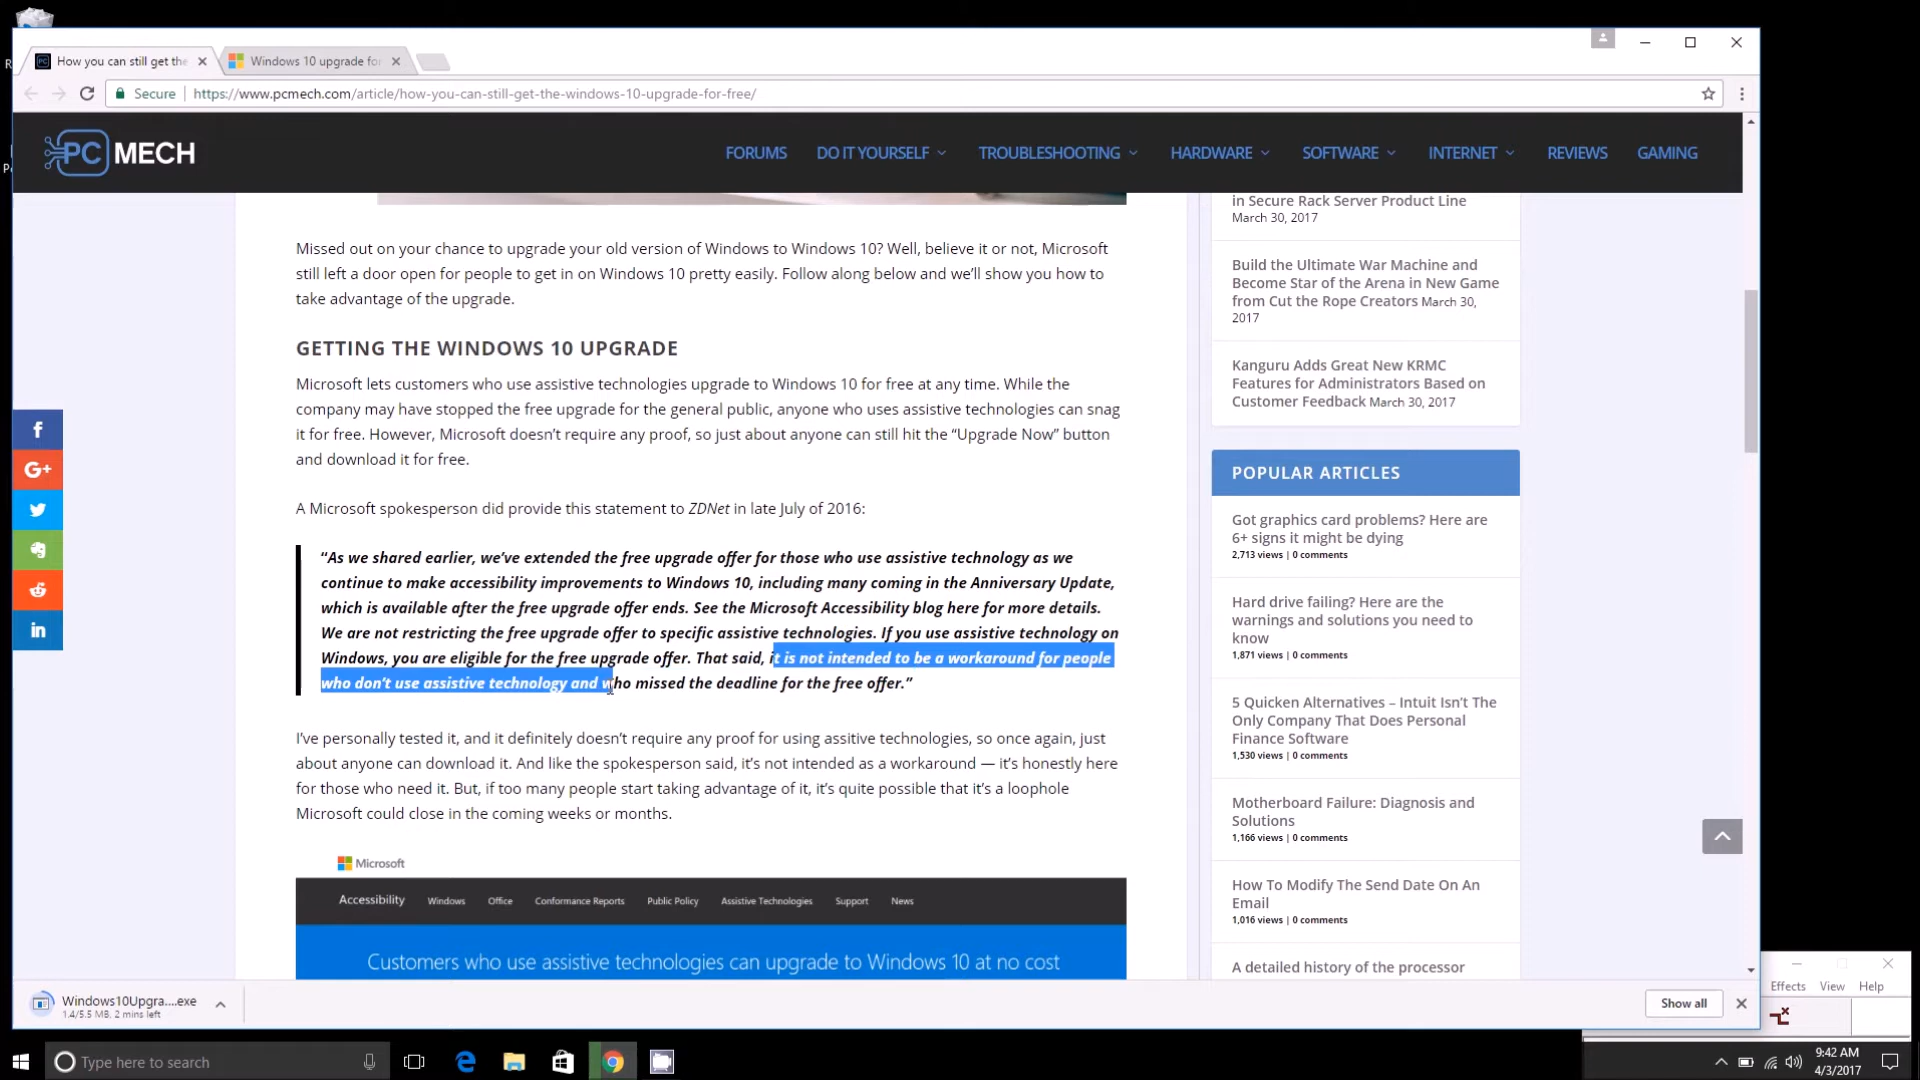 How you can still get the
Windows 10 upgrade for
Secure
https://www.pcmech.com/article/how-you-can-still-get-the-windows-10-upgrade-for-free/
PC MECH
FORUMS
DO IT YOURSELF
TROUBLESHOOTING
HARDWARE
SOFTWARE
INTERNET
REVIEWS
GAMING
Missed out on your chance to upgrade your old version of Windows to Windows 10? Well, believe it or not, Microsoft
still left a door open for people to get in on Windows 10 pretty easily. Follow along below and we’ll show you how to
take advantage of the upgrade.
GETTING THE WINDOWS 10 UPGRADE
Microsoft lets customers who use assistive technologies upgrade to Windows 10 for free at any time. While the
company may have stopped the free upgrade for the general public, anyone who uses assistive technologies can snag
it for free. However, Microsoft doesn’t require any proof, so just about anyone can still hit the “Upgrade Now” button
and download it for free.
A Microsoft spokesperson did provide this statement to ZDNet in late July of 2016:
“As we shared earlier, we’ve extended the free upgrade offer for those who use assistive technology as we
continue to make accessibility improvements to Windows 10, including many coming in the Anniversary Update,
which is available after the free upgrade offer ends. See the Microsoft Accessibility blog here for more details.
We are not restricting the free upgrade offer to specific assistive technologies. If you use assistive technology on
Windows, you are eligible for the free upgrade offer. That said, it is not intended to be a workaround for people
who don’t use assistive technology and who missed the deadline for the free offer.”
I’ve personally tested it, and it definitely doesn’t require any proof for using assitive technologies, so once again, just
about anyone can download it. And like the spokesperson said, it’s not intended as a workaround — it’s honestly here
for those who need it. But, if too many people start taking advantage of it, it’s quite possible that it’s a loophole
Microsoft could close in the coming weeks or months.
Microsoft
Accessibility
Windows
Office
Conformance Reports
Public Policy
Assistive Technologies
Support
News
Customers who use assistive technologies can upgrade to Windows 10 at no cost
in Secure Rack Server Product Line
March 30, 2017
Build the Ultimate War Machine and
Become Star of the Arena in New Game
from Cut the Rope Creators March 30,
2017
Kanguru Adds Great New KRMC
Features for Administrators Based on
Customer Feedback March 30, 2017
POPULAR ARTICLES
Got graphics card problems? Here are
6+ signs it might be dying
2,713 views | 0 comments
Hard drive failing? Here are the
warnings and solutions you need to
know
1,871 views | 0 comments
5 Quicken Alternatives – Intuit Isn’t The
Only Company That Does Personal
Finance Software
1,530 views | 0 comments
Motherboard Failure: Diagnosis and
Solutions
1,166 views | 0 comments
How To Modify The Send Date On An
Email
1,016 views | 0 comments
A detailed history of the processor
f
G+
in
Windows10Upgra....exe
1.4/5.5 MB, 2 mins left
Show all
Effects
View
Help
Type here to search
9:42 AM
4/3/2017